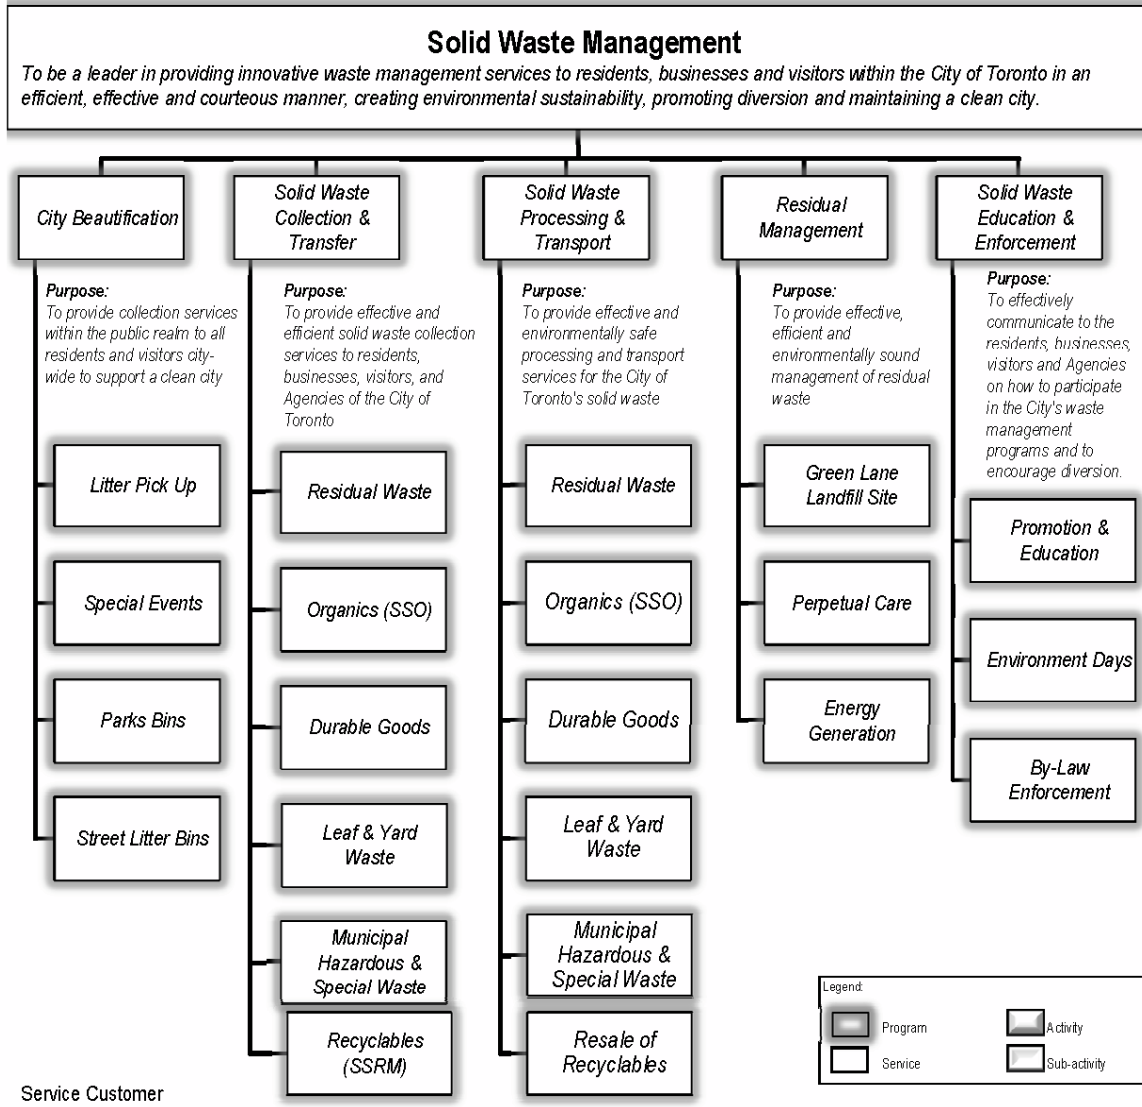 Solid Waste Management
To be a leader in providing innovative waste management services to residents, businesses and visitors within the City of Toronto in an
efficient, effective and courteous manner, creating environmental sustainability, promoting diversion and maintaining a clean city.
City Beautification
Purpose:
To provide collection services
within the public realm to all
residents and visitors city-
wide to support a clean city
Litter Pick Up
Special Events
Parks Bins
Street Litter Bins
Solid Waste
Collection &
Transfer
Purpose:
To provide effective and
efficient solid waste collection
services to residents,
businesses, visitors, and
Agencies of the City of
Toronto
Residual Waste
Organics (SSO)
Durable Goods
Leaf & Yard
Waste
Municipal
Hazardous &
Special Waste
Recyclables
(SSRM)
Solid Waste
Processing &
Transport
Purpose:
To provide effective and
environmentally safe
processing and transport
services for the City of
Toronto's solid waste
Residual Waste
Organics (SSO)
Durable Goods
Leaf & Yard
Waste
Municipal
Hazardous &
Special Waste
Resale of
Recyclables
Residual
Management
Purpose:
To provide effective,
efficient and
environmentally sound
management of residual
waste
Green Lane
Landfill Site
Perpetual Care
Energy
Generation
Solid Waste
Education &
Enforcement
Purpose:
To effectively
communicate to the
residents, businesses,
visitors and Agencies
on how to participate
in the City's waste
management
programs and to
encourage diversion.
Promotion &
Education
Environment Days
By-Law
Enforcement
Legend:
Program
Activity
Service
Sub-activity
Service Customer